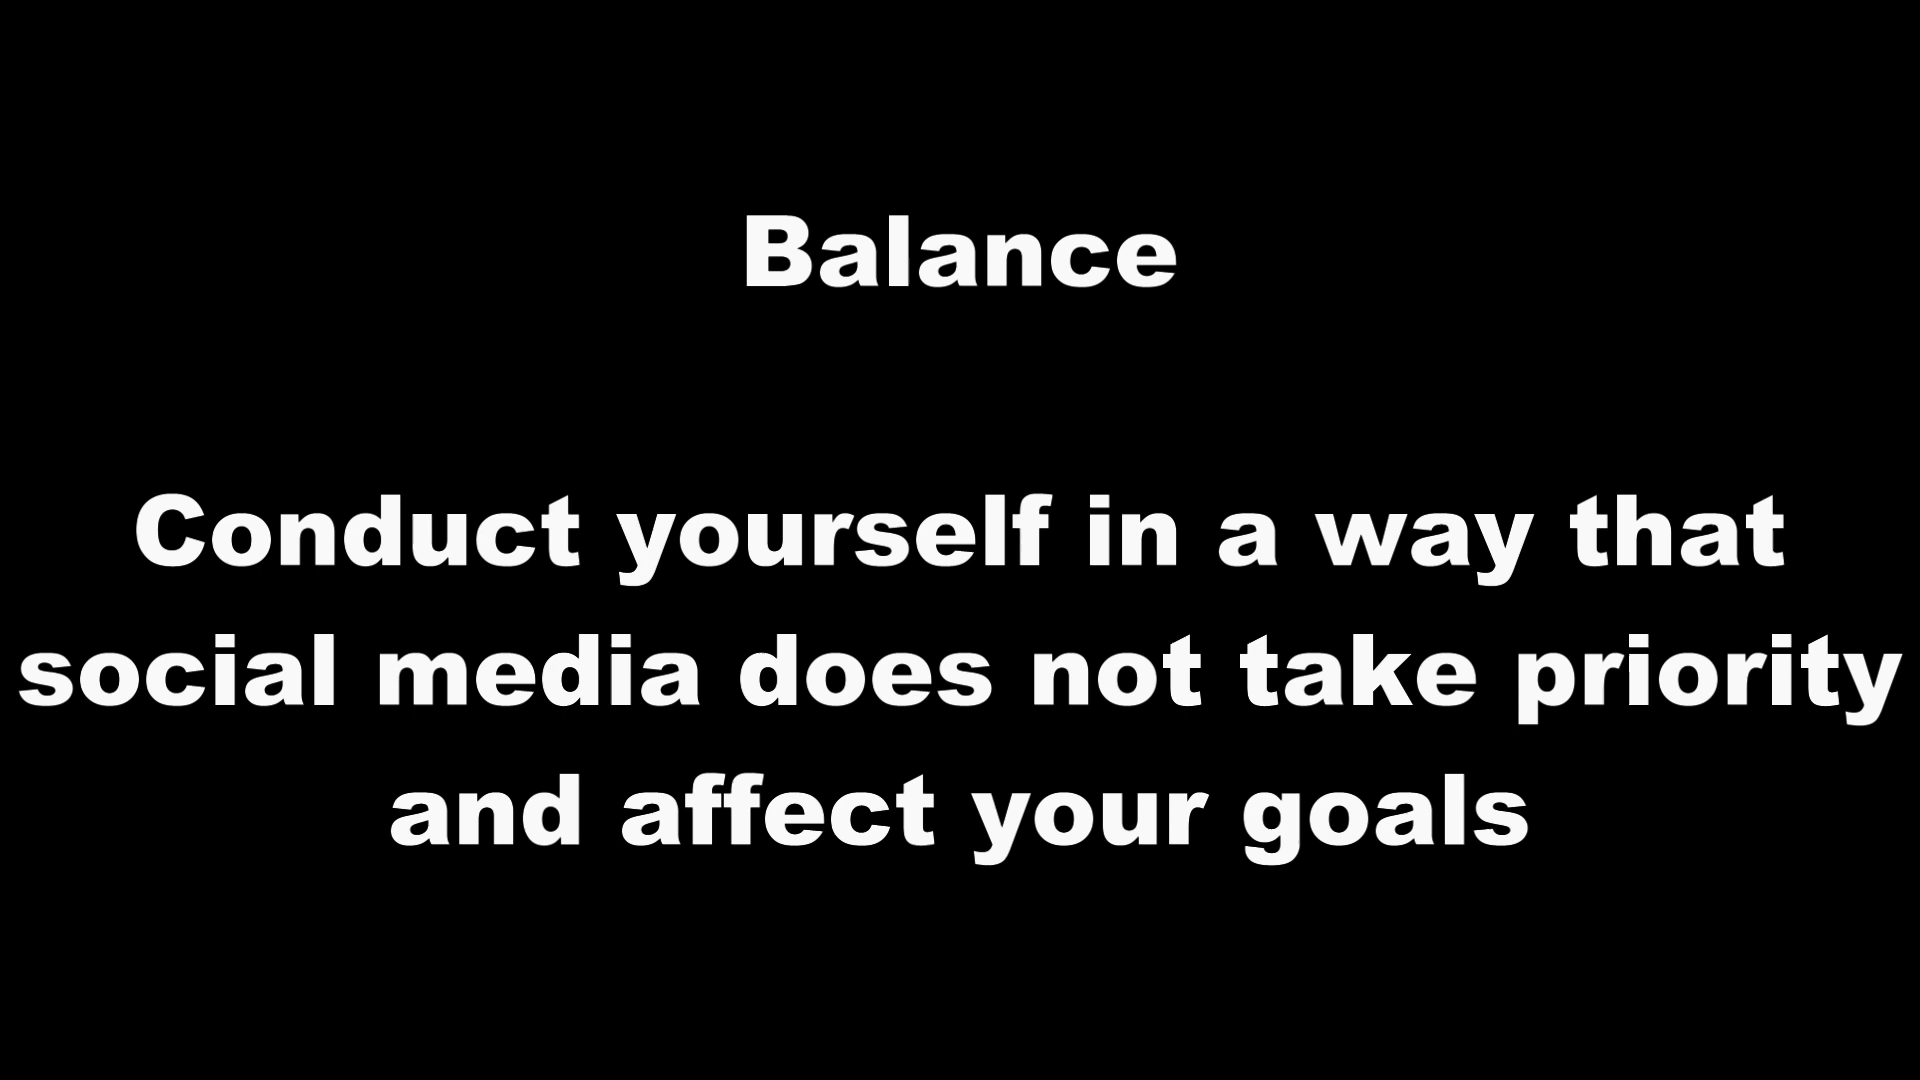 Balance
Conduct yourself in a way that
social media does not take priority
and affect your goals